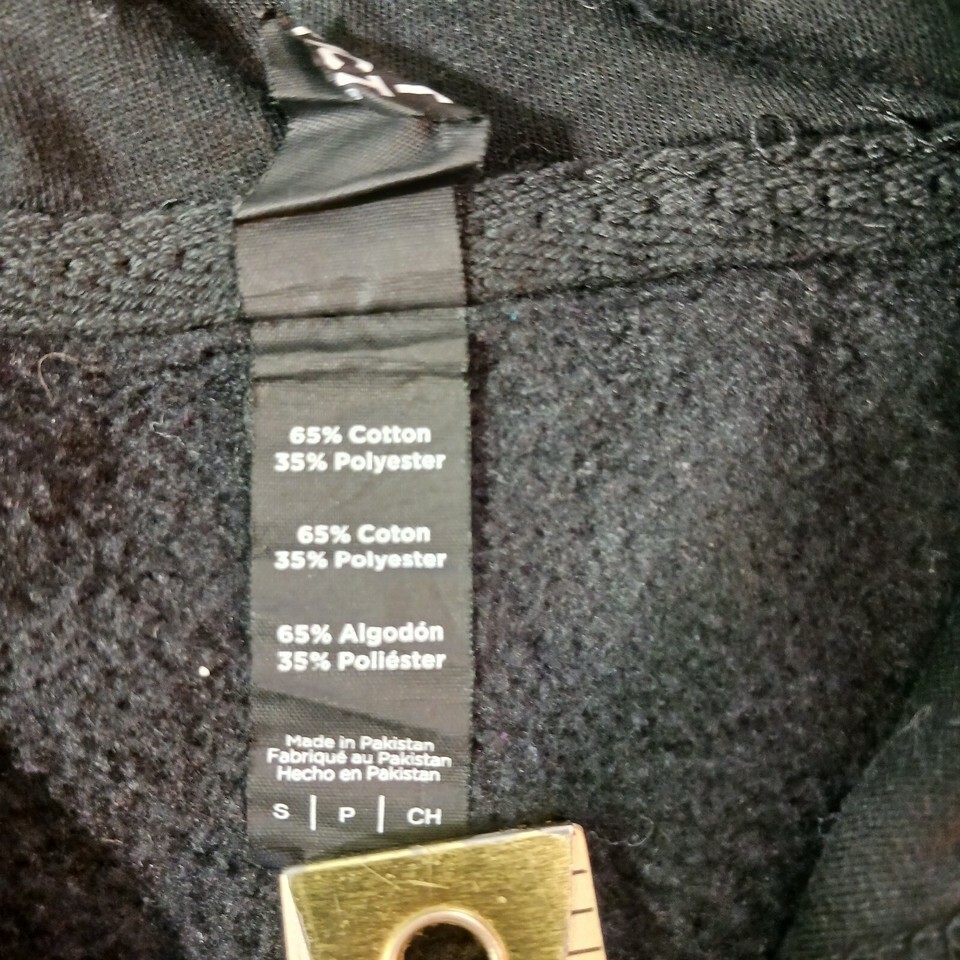 65% Cotton
35% Polyester
65% Coton
35% Polyester
65% Algodón
35% Poliéster
Made in Pakistan
Fabriqué au Pakistan
Hecho en Pakistan
S | P | CH